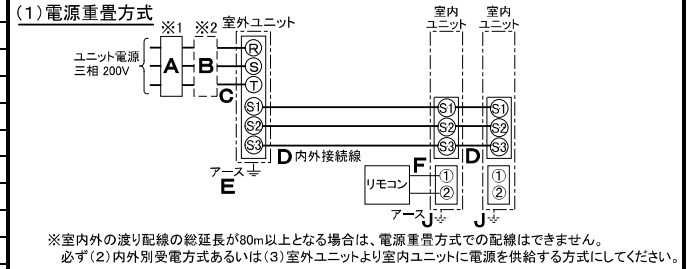 (1)電源重畳方式
※1 ※2 室外ユニット
室内
ユニット
室内
ユニット
ユニット電源
三相 200V
A
B
C
R
S
T
S1
S2
S3
S1
S2
S3
S1
S2
S3
D 内外接続線
D
アース
E
リモコン
F
①
②
①
②
アース J
J
※室内外の渡り配線の総延長が80m以上となる場合は、電源重畳方式での配線はできません。
必ず(2)内外別受電方式あるいは(3)室外ユニットより室内ユニットに電源を供給する方式にしてください。